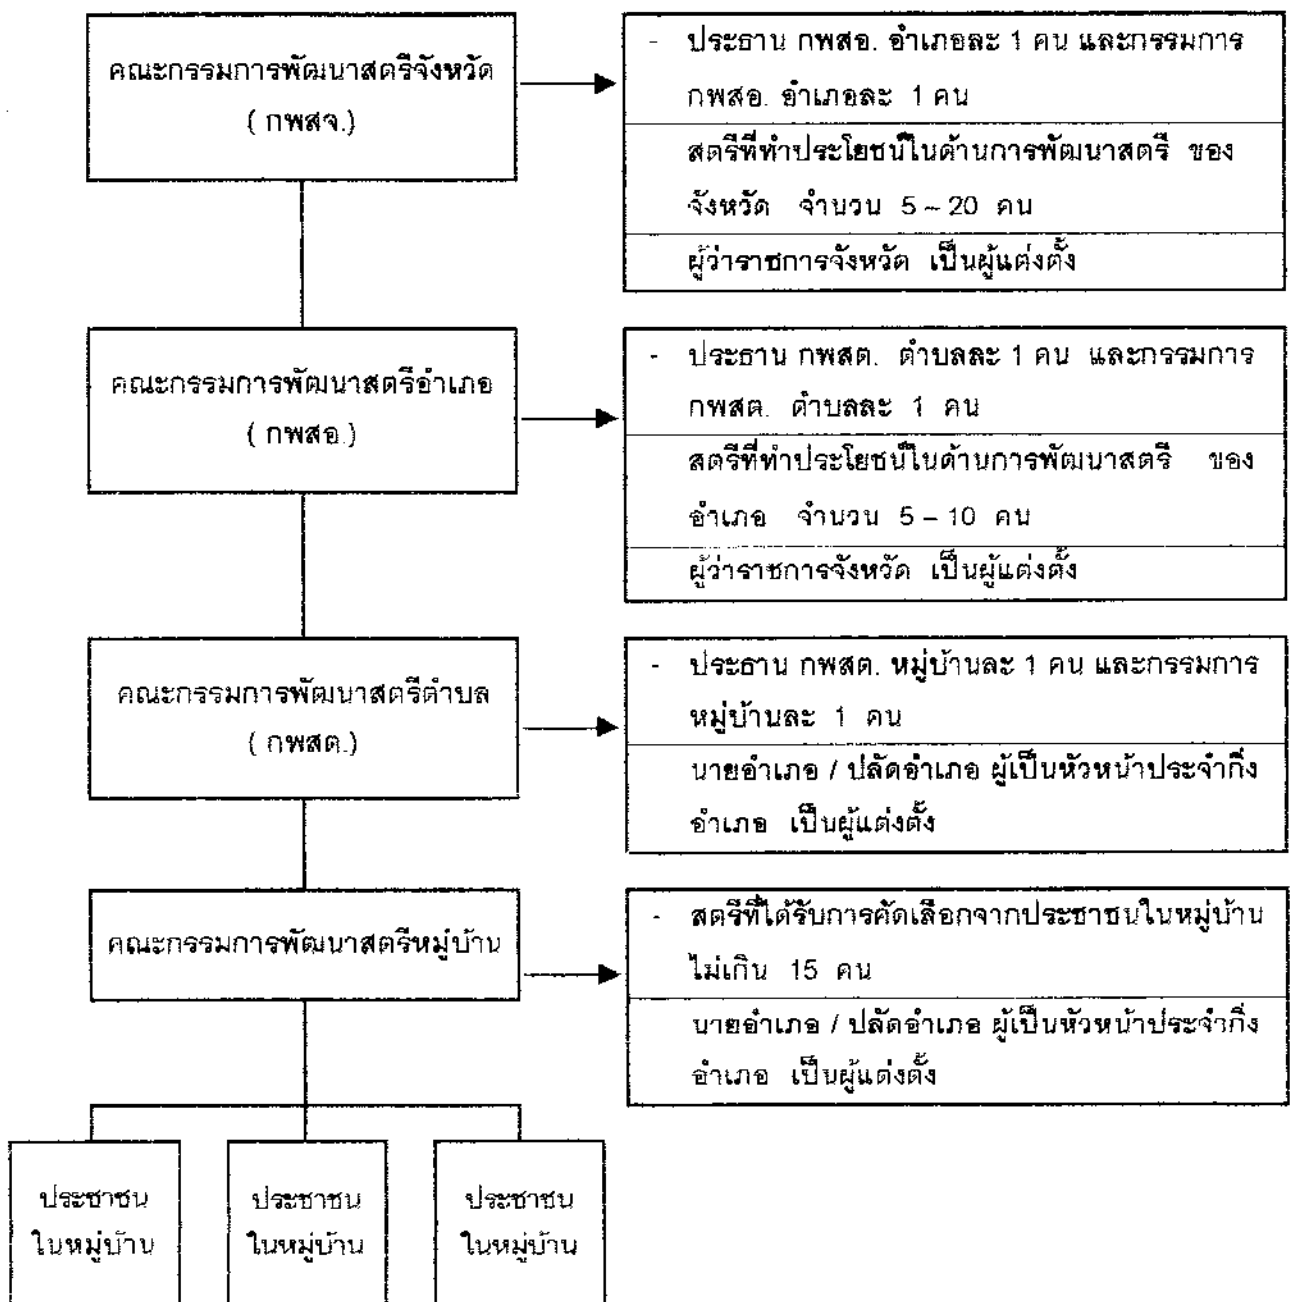 คณะกรรมการพัฒนาสตรีจังหวัด
( กพสจ.)
- ประธาน กพสอ. อำเภอละ 1 คน และกรรมการ
กพสอ. อำเภอละ 1 คน
สตรีที่ทำประโยชน์ในด้านการพัฒนาสตรี ของ
จังหวัด จำนวน 5 – 20 คน
ผู้ว่าราชการจังหวัด เป็นผู้แต่งตั้ง
คณะกรรมการพัฒนาสตรีอำเภอ
( กพสอ.)
- ประธาน กพสต. ตำบลละ 1 คน และกรรมการ
กพสต. ตำบลละ 1 คน
สตรีที่ทำประโยชน์ในด้านการพัฒนาสตรี ของ
อำเภอ จำนวน 5 – 10 คน
ผู้ว่าราชการจังหวัด เป็นผู้แต่งตั้ง
คณะกรรมการพัฒนาสตรีตำบล
( กพสต.)
- ประธาน กพสต. หมู่บ้านละ 1 คน และกรรมการ
หมู่บ้านละ 1 คน
นายอำเภอ / ปลัดอำเภอ ผู้เป็นหัวหน้าประจำกิ่ง
อำเภอ เป็นผู้แต่งตั้ง
คณะกรรมการพัฒนาสตรีหมู่บ้าน
- สตรีที่ได้รับการคัดเลือกจากประชาชนในหมู่บ้าน
ไม่เกิน 15 คน
นายอำเภอ / ปลัดอำเภอ ผู้เป็นหัวหน้าประจำกิ่ง
อำเภอ เป็นผู้แต่งตั้ง
ประชาชน
ในหมู่บ้าน
ประชาชน
ในหมู่บ้าน
ประชาชน
ในหมู่บ้าน